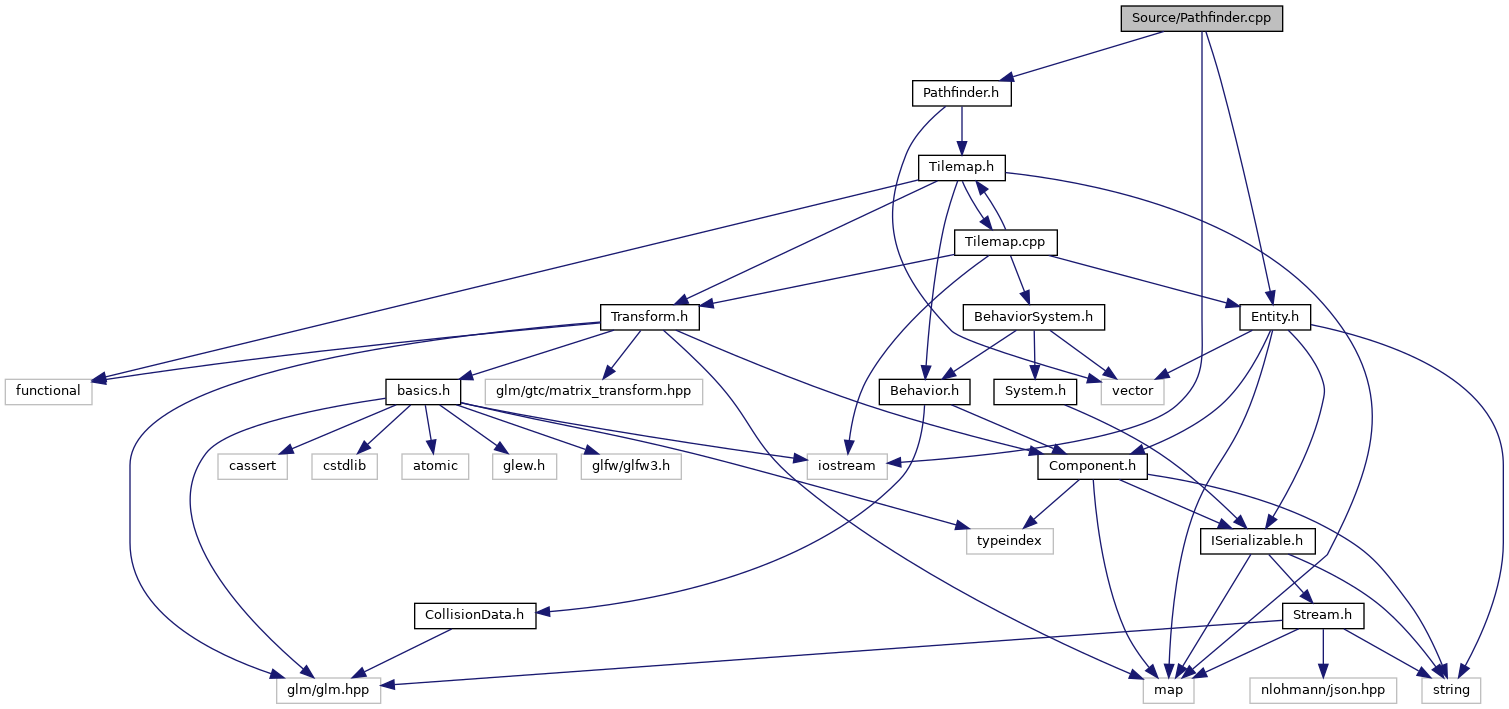 Source/Pathfinder.cpp
Pathfinder.h
Tilemap.h
Tilemap.cpp
Transform.h
BehaviorSystem.h
Entity.h
functional
basics.h
glm/gtc/matrix_transform.hpp
Behavior.h
System.h
vector
cassert
cstdlib
atomic
glew.h
glfw/glfw3.h
iostream
Component.h
typeindex
ISerializable.h
CollisionData.h
Stream.h
glm/glm.hpp
map
nlohmann/json.hpp
string